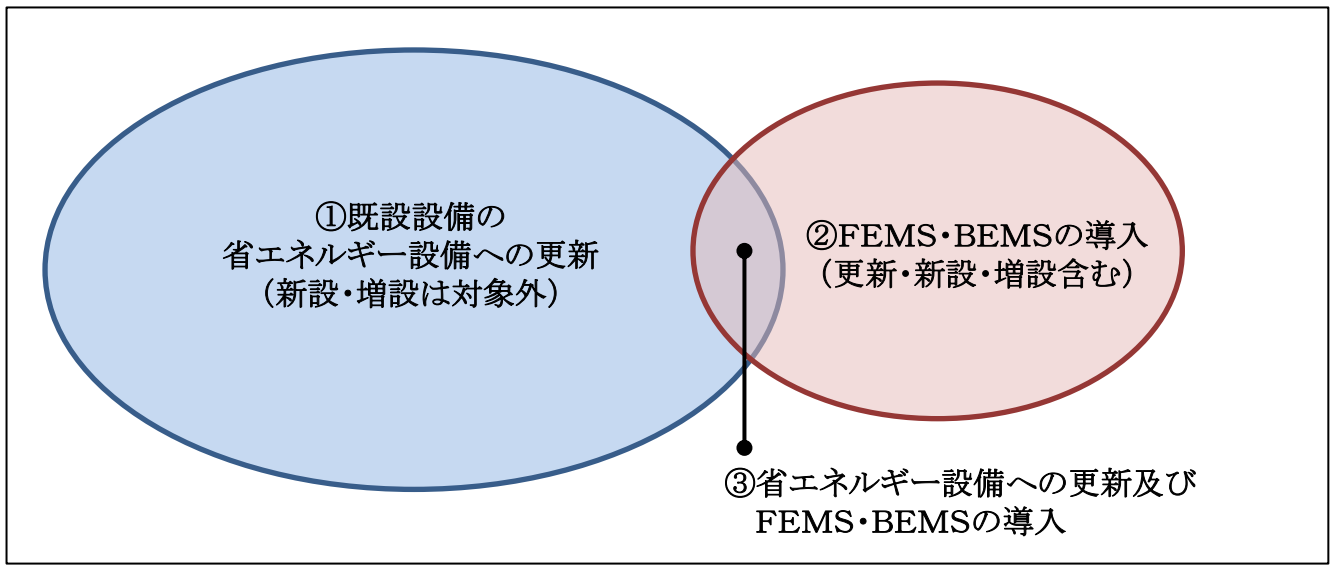 ①既設設備の
省エネルギー設備への更新
（新設・増設は対象外）
②FEMS・BEMSの導入
（更新・新設・増設含む）
③省エネルギー設備への更新及び
FEMS・BEMSの導入